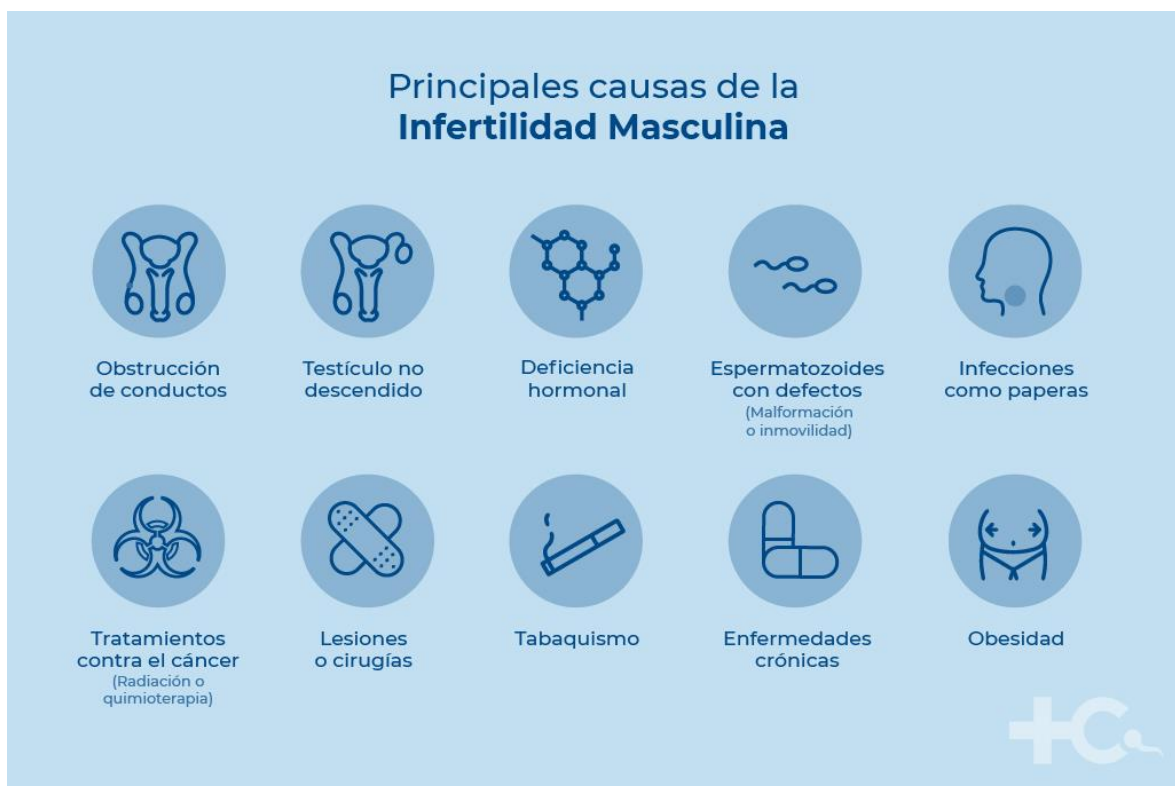 Principales causas de la
Infertilidad Masculina
Obstrucción
de conductos
Testículo no
descendido
Deficiencia
hormonal
Espermatozoides
con defectos
(Malformación
o inmovilidad)
Infecciones
como paperas
Tratamientos
contra el cáncer
(Radiación o
quimioterapia)
Lesiones
o cirugías
Tabaquismo
Enfermedades
crónicas
Obesidad